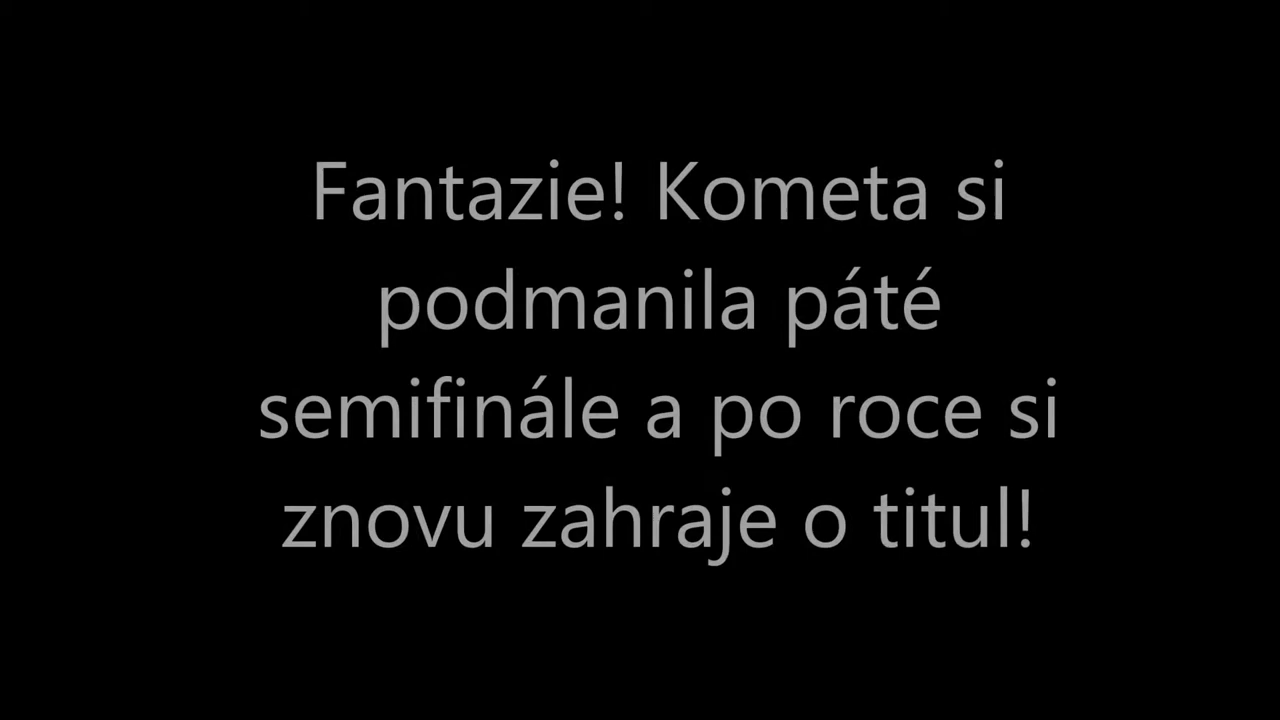 Fantazie! Kometa si
podmanila páté
semifinále a po roce si
znovu zahraje o titul!